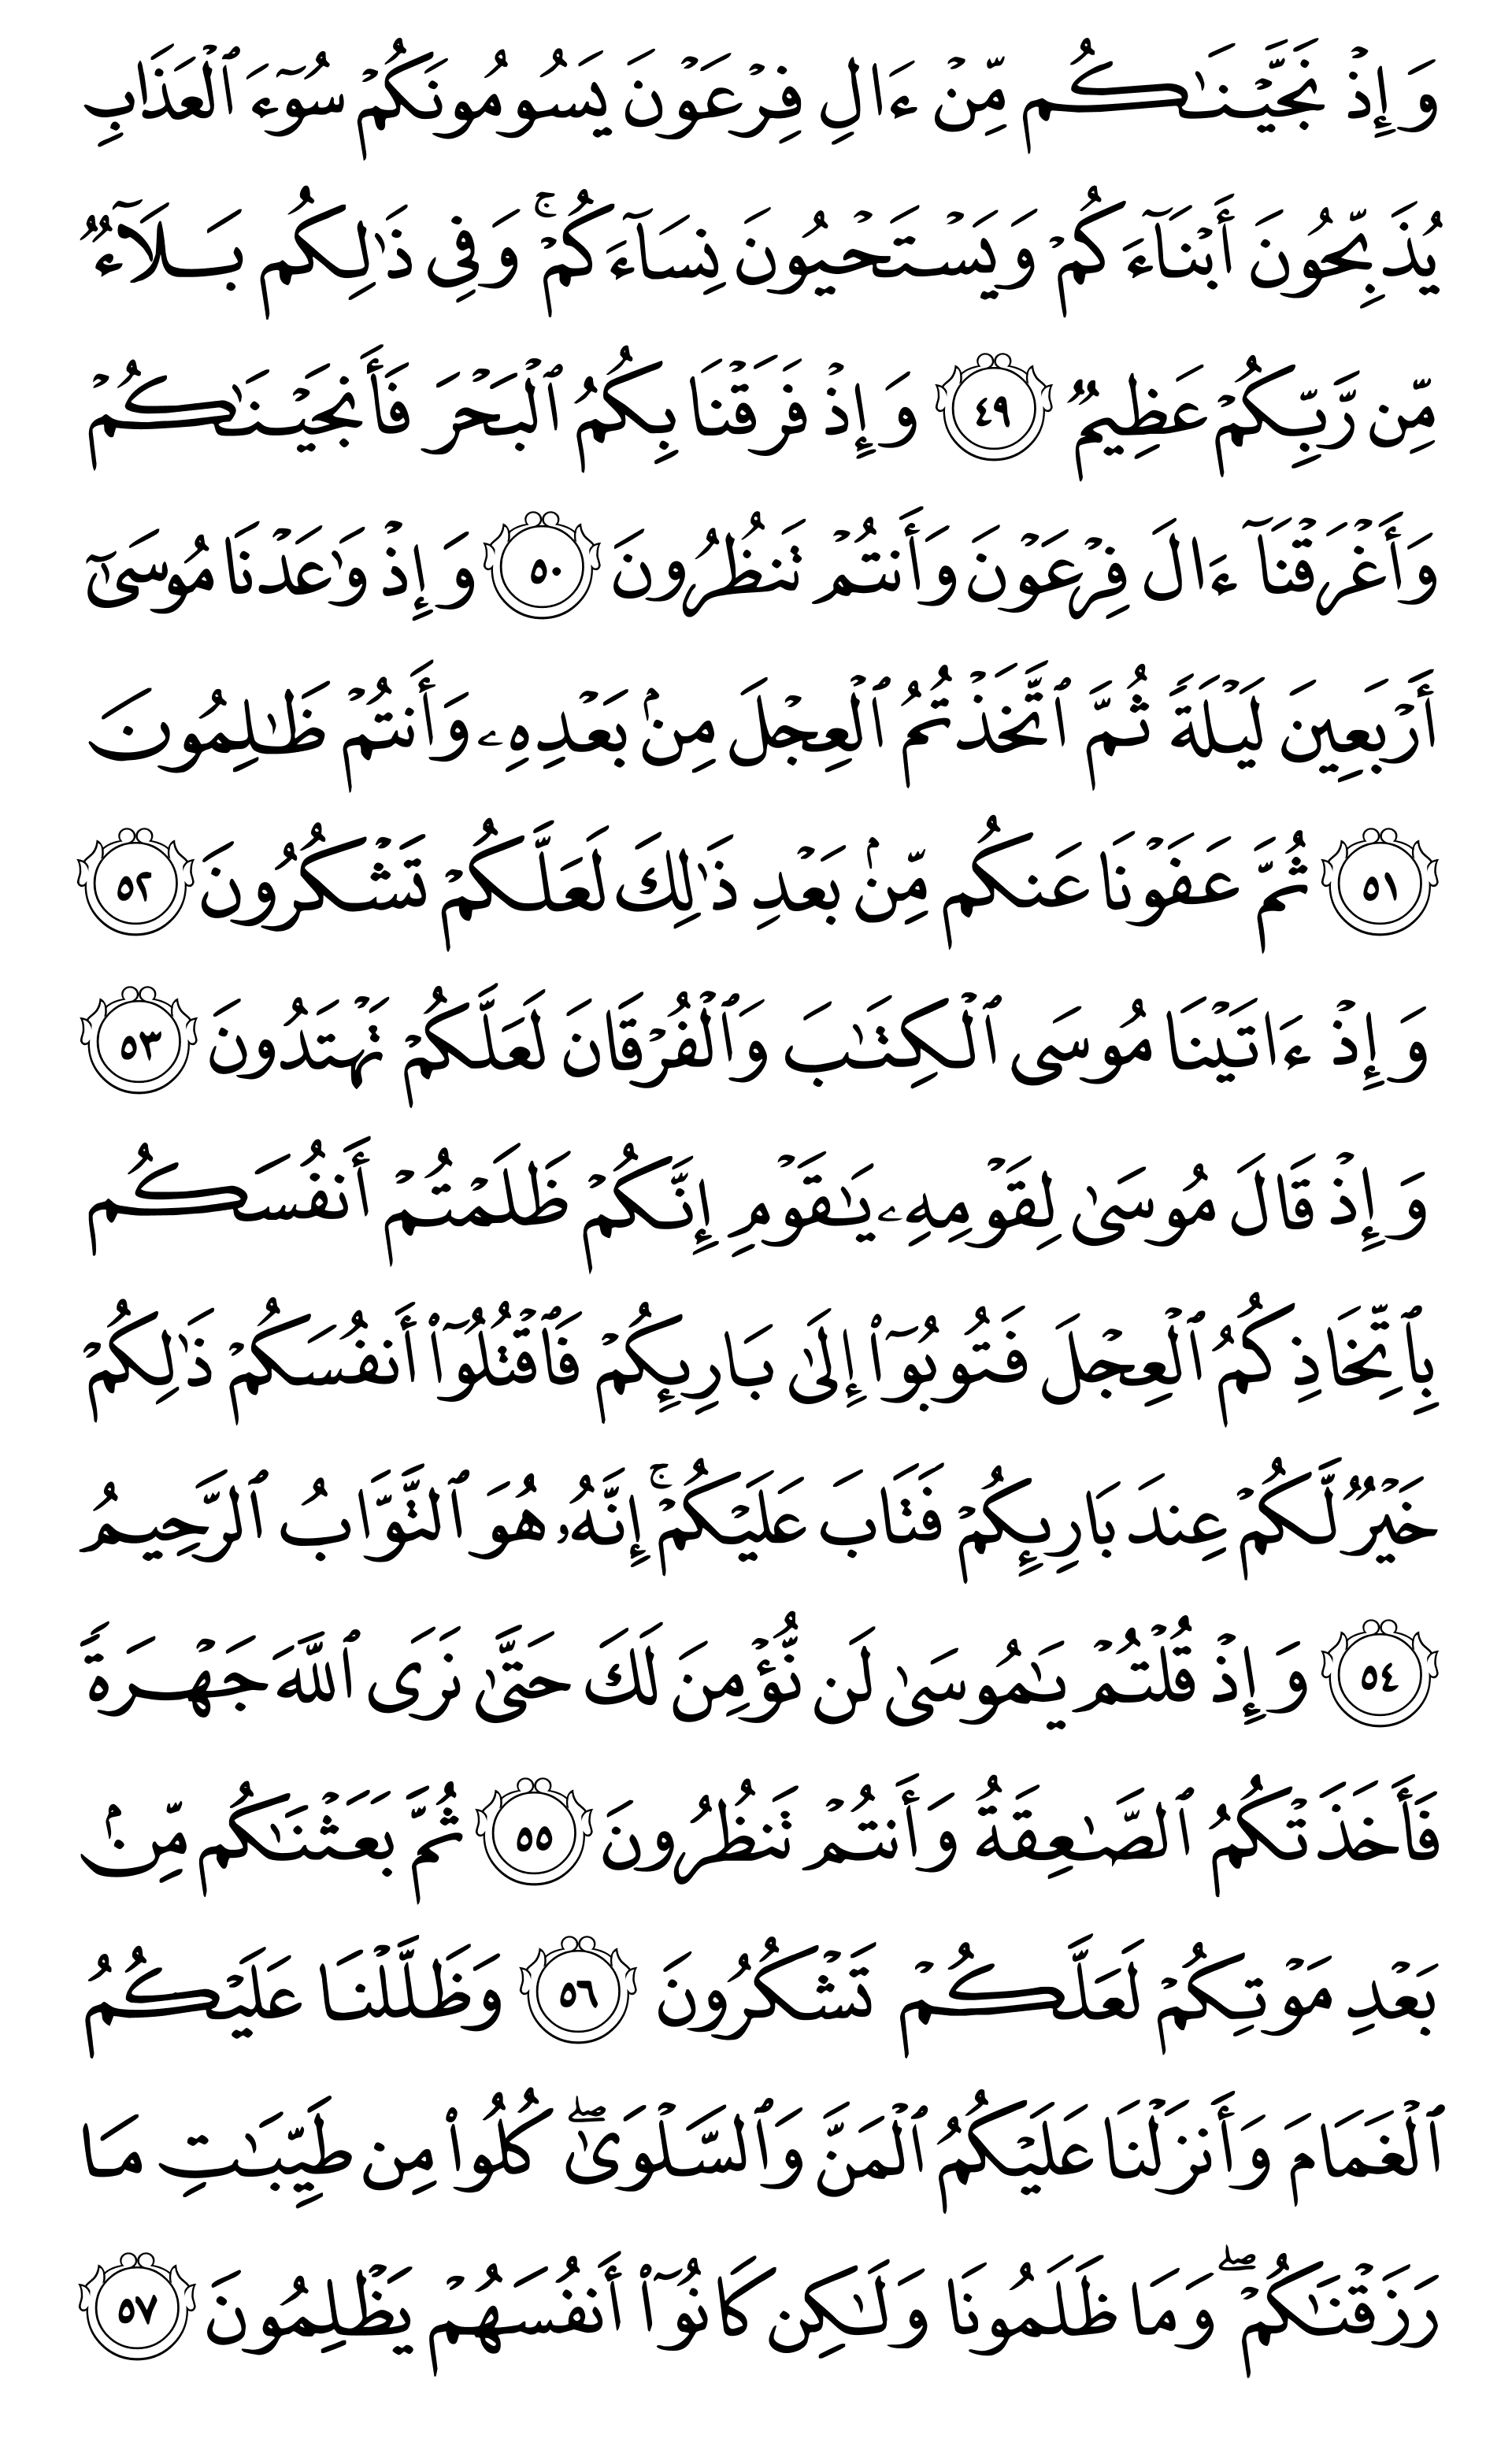 وَإِذۡ نَجَّيۡنَٰكُم مِّنۡ ءَالِ فِرۡعَوۡنَ يَسُومُونَكُمۡ سُوٓءَ ٱلۡعَذَابِ
يُذَبِّحُونَ أَبۡنَآءَكُمۡ وَيَسۡتَحۡيُونَ نِسَآءَكُمۡۚ وَفِي ذَٰلِكُم بَلَآءٞ
مِّن رَّبِّكُمۡ عَظِيمٞ ٤٩ وَإِذۡ فَرَقۡنَا بِكُمُ ٱلۡبَحۡرَ فَأَنجَيۡنَٰكُمۡ
وَأَغۡرَقۡنَآ ءَالَ فِرۡعَوۡنَ وَأَنتُمۡ تَنظُرُونَ ٥٠ وَإِذۡ وَٰعَدۡنَا مُوسَىٰٓ
أَرۡبَعِينَ لَيۡلَةٗ ثُمَّ ٱتَّخَذۡتُمُ ٱلۡعِجۡلَ مِنۢ بَعۡدِهِۦ وَأَنتُمۡ ظَٰلِمُونَ
٥١ ثُمَّ عَفَوۡنَا عَنكُم مِّنۢ بَعۡدِ ذَٰلِكَ لَعَلَّكُمۡ تَشۡكُرُونَ ٥٢
وَإِذۡ ءَاتَيۡنَا مُوسَى ٱلۡكِتَٰبَ وَٱلۡفُرۡقَانَ لَعَلَّكُمۡ تَهۡتَدُونَ ٥٣
وَإِذۡ قَالَ مُوسَىٰ لِقَوۡمِهِۦ يَٰقَوۡمِ إِنَّكُمۡ ظَلَمۡتُمۡ أَنفُسَكُم
بِٱتِّخَاذِكُمُ ٱلۡعِجۡلَ فَتُوبُوٓاْ إِلَىٰ بَارِئِكُمۡ فَٱقۡتُلُوٓاْ أَنفُسَكُمۡ ذَٰلِكُمۡ
خَيۡرٞ لَّكُمۡ عِندَ بَارِئِكُمۡ فَتَابَ عَلَيۡكُمۡۚ إِنَّهُۥ هُوَ ٱلتَّوَّابُ ٱلرَّحِيمُ
٥٤ وَإِذۡ قُلۡتُمۡ يَٰمُوسَىٰ لَن نُّؤۡمِنَ لَكَ حَتَّىٰ نَرَى ٱللَّهَ جَهۡرَةٗ
فَأَخَذَتۡكُمُ ٱلصَّٰعِقَةُ وَأَنتُمۡ تَنظُرُونَ ٥٥ ثُمَّ بَعَثۡنَٰكُم مِّنۢ
بَعۡدِ مَوۡتِكُمۡ لَعَلَّكُمۡ تَشۡكُرُونَ ٥٦ وَظَلَّلۡنَا عَلَيۡكُمُ
ٱلۡغَمَامَ وَأَنزَلۡنَا عَلَيۡكُمُ ٱلۡمَنَّ وَٱلسَّلۡوَىٰۖ كُلُواْ مِن طَيِّبَٰتِ مَا
رَزَقۡنَٰكُمۡۖ وَمَا ظَلَمُونَا وَلَٰكِن كَانُوٓاْ أَنفُسَهُمۡ يَظۡلِمُونَ ٥٧